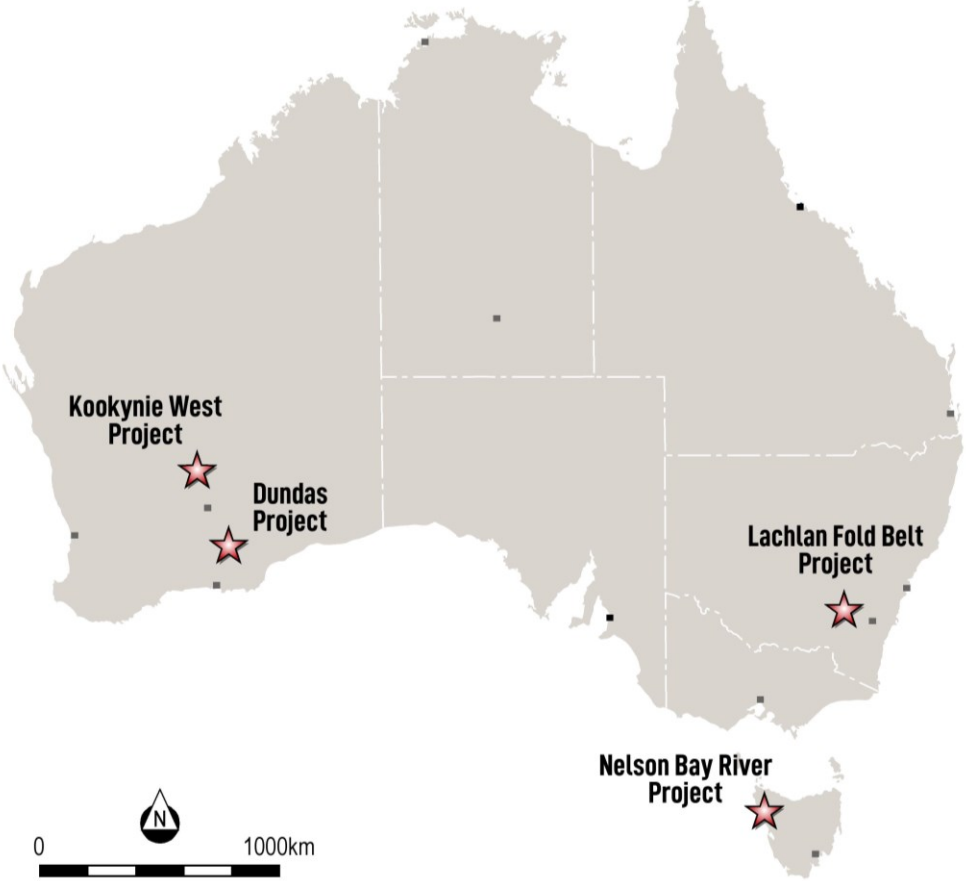 Kookynie West
Project
Dundas
Project
Lachlan Fold Belt
Project
Nelson Bay River
Project
N
0 1000km